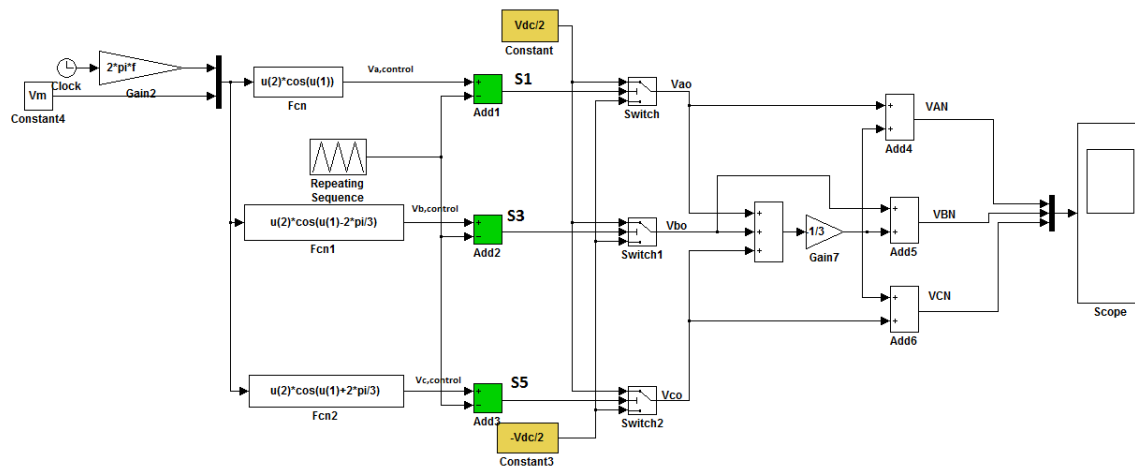 Vdc/2
Constant
2*pi*f
Clock
Gain2
Vm
Constant4
u(2)*cos(u(1))
Fcn
Va,control
S1
Add1
Switch
Vao
VAN
Add4
Repeating
Sequence
u(2)*cos(u(1)-2*pi/3)
Fcn1
Vb,control
S3
Add2
Switch1
Vbo
-1/3
Gain7
VBN
Add5
VCN
Add6
Scope
u(2)*cos(u(1)+2*pi/3)
Fcn2
Vc,control
S5
Add3
Switch2
Vco
-Vdc/2
Constant3